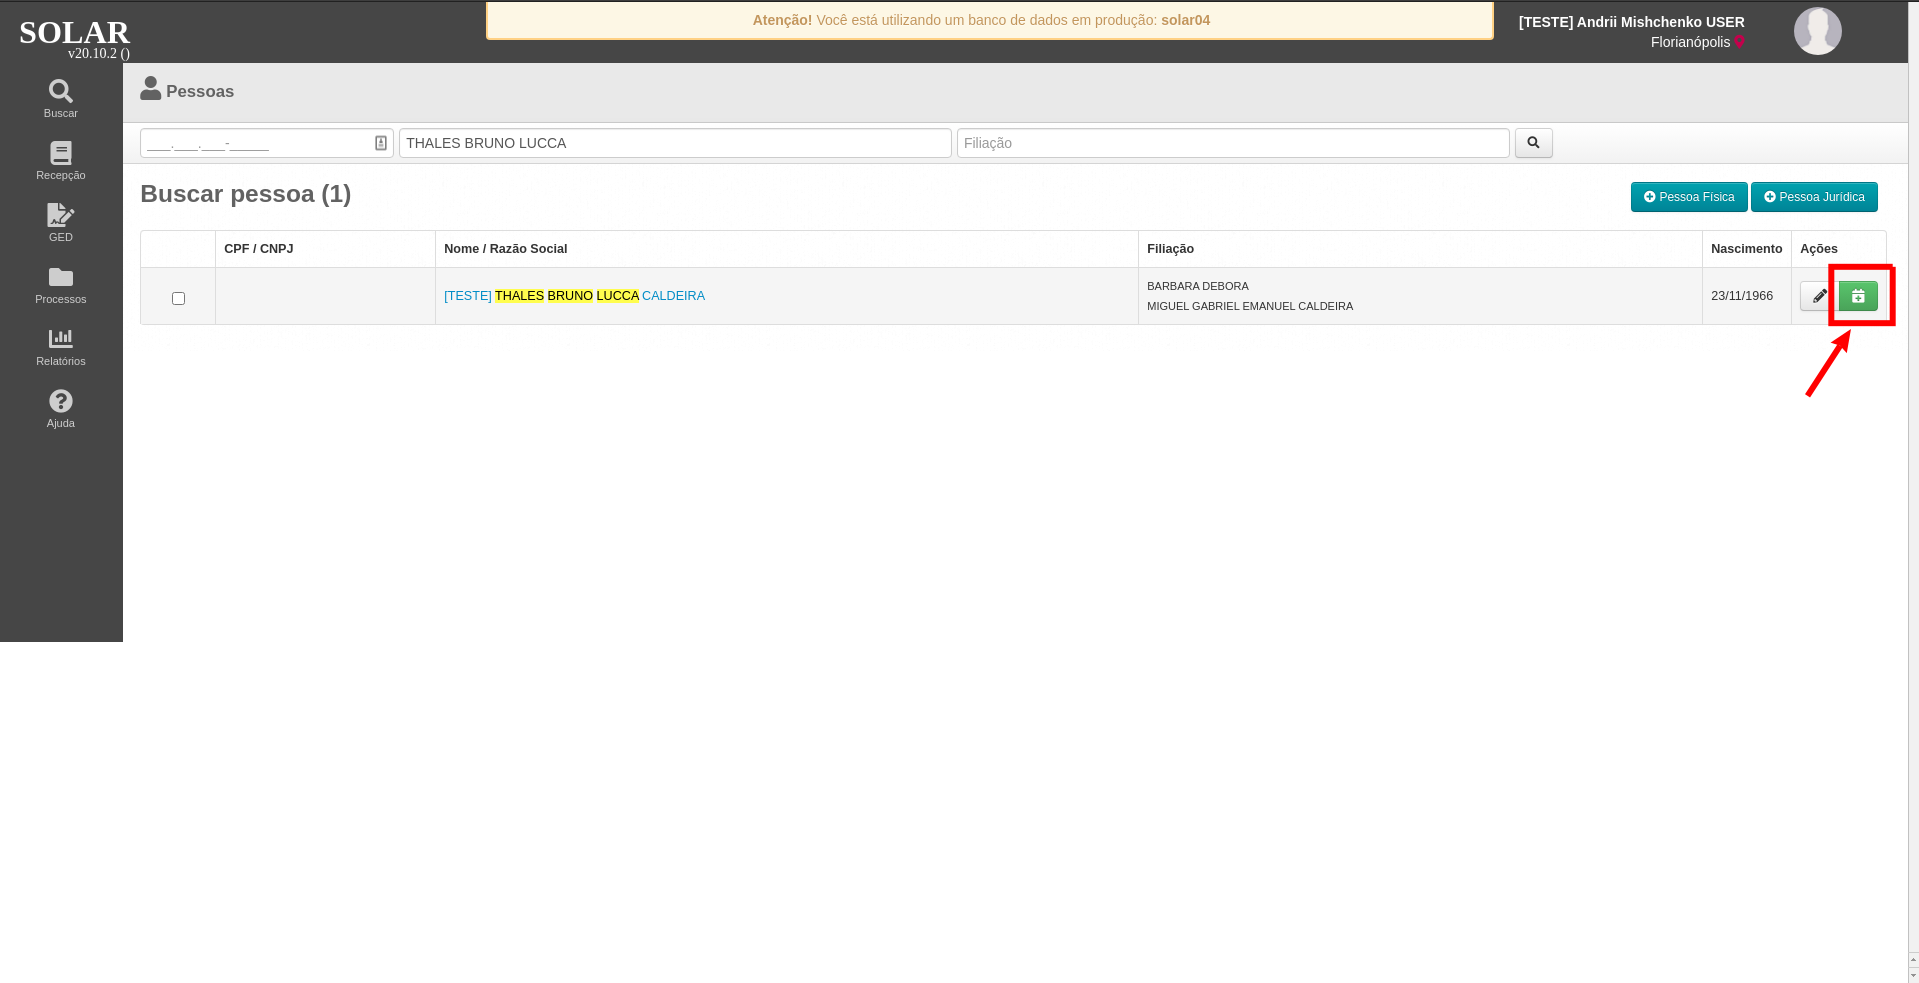 SOLAR
v20.10.2 ()
Atenção! Você está utilizando um banco de dados em produção: solar04
[TESTE] Andrii Mishchenko USER
Florianópolis
Buscar
Recepção
GED
Processos
Relatórios
Ajuda
Pessoas
___.___.___-_____
THALES BRUNO LUCCA
Filiação
Buscar pessoa (1)
Pessoa Física
Pessoa Jurídica
CPF / CNPJ
Nome / Razão Social
Filiação
Nascimento
Ações
[TESTE] THALES BRUNO LUCCA CALDEIRA
BARBARA DEBORA
MIGUEL GABRIEL EMANUEL CALDEIRA
23/11/1966